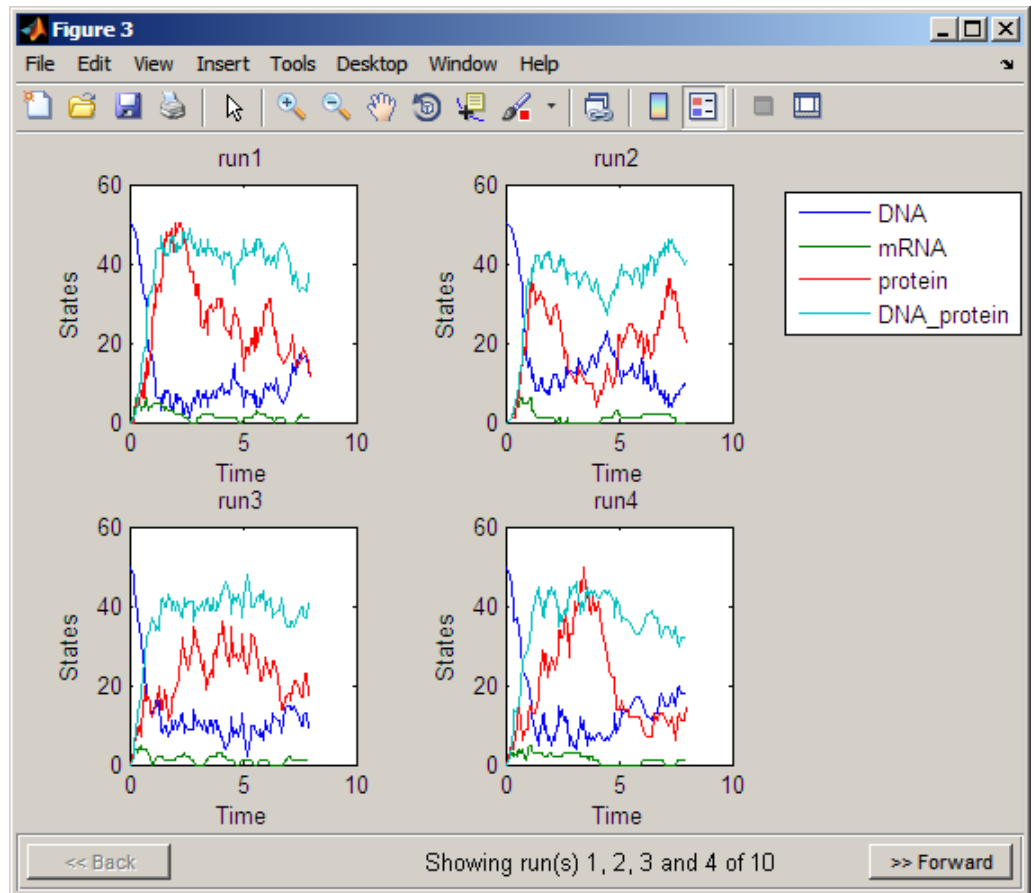 Figure 3
File Edit View Insert Tools Desktop Window Help
run1
60
40
20
0
0 5 10
States
Time
run2
60
40
20
0
0 5 10
States
Time
DNA
mRNA
protein
DNA_protein
run3
60
40
20
0
0 5 10
States
Time
run4
60
40
20
0
0 5 10
States
Time
<< Back
Showing run(s) 1, 2, 3 and 4 of 10
>> Forward